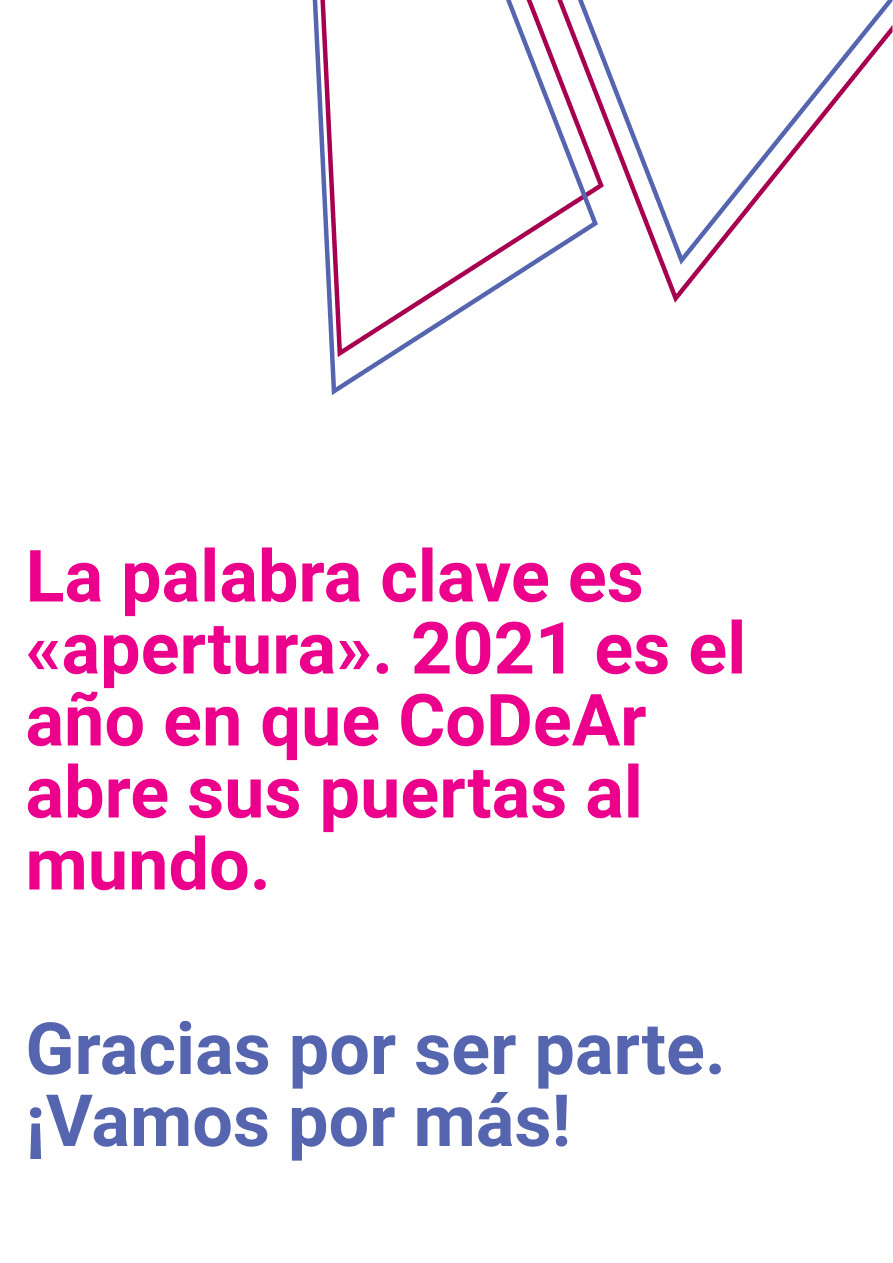 La palabra clave es
«apertura». 2021 es el
año en que CoDeAr
abre sus puertas al
mundo.
Gracias por ser parte.
¡Vamos por más!